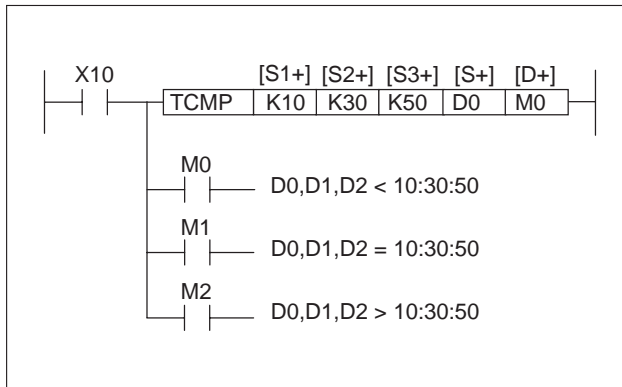 X10
[S1+] [S2+] [S3+] [S+] [D+]
TCMP K10 K30 K50 D0 M0
M0
D0,D1,D2 < 10:30:50
M1
D0,D1,D2 = 10:30:50
M2
D0,D1,D2 > 10:30:50